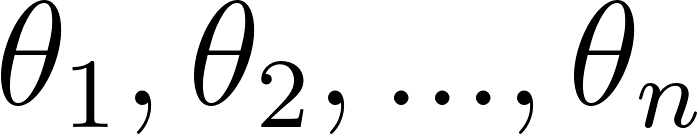 θ₁, θ₂, ..., θₙ